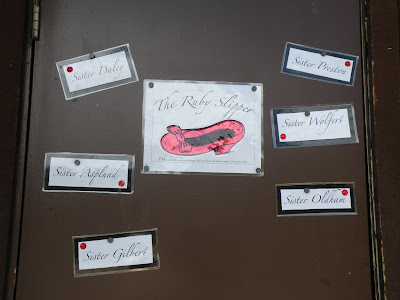 Sister Daley
Sister Preston
The Ruby Slipper
Sister Wolfert
Sister Asplund
Sister Oldham
Sister Gilbert